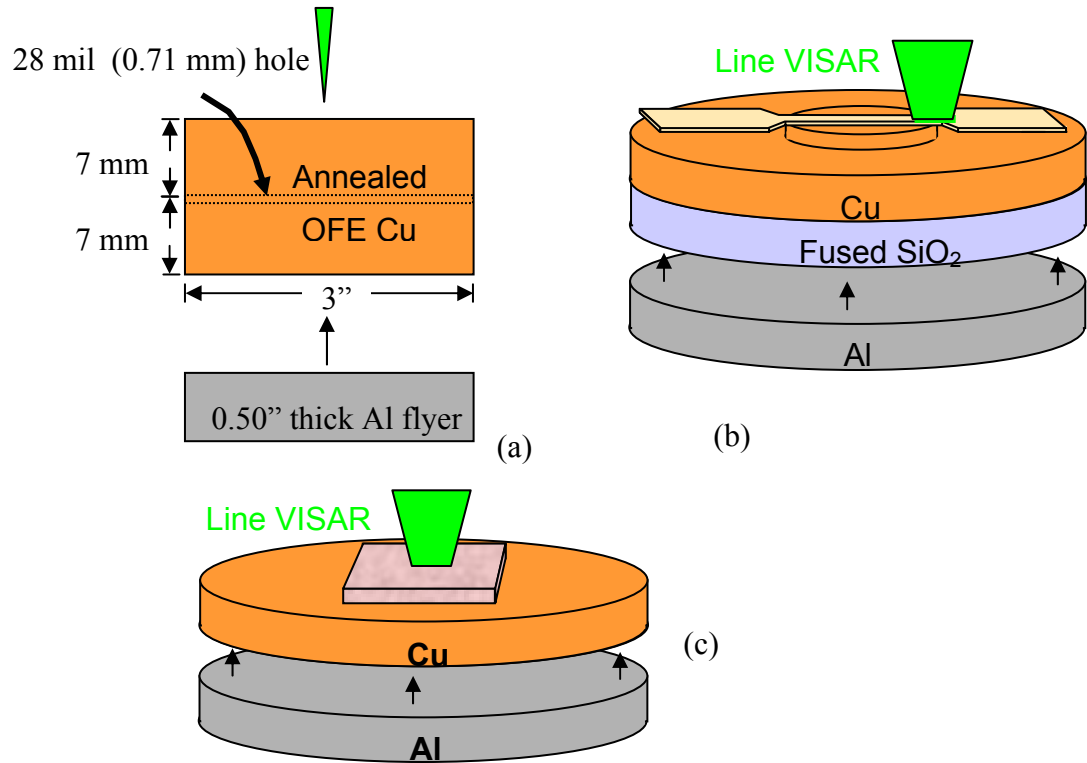 28 mil (0.71 mm) hole
7 mm
Annealed
7 mm
OFE Cu
3”
0.50” thick Al flyer
(a)
Line VISAR
Cu
Fused SiO₂
Al
(b)
Line VISAR
Cu
Al
(c)